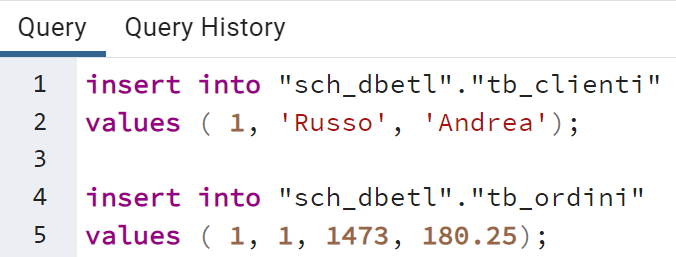 Query Query History
1 insert into "sch_dbetl"."tb_clienti"
2 values ( 1, 'Russo', 'Andrea');
3
4 insert into "sch_dbetl"."tb_ordini"
5 values ( 1, 1, 1473, 180.25);